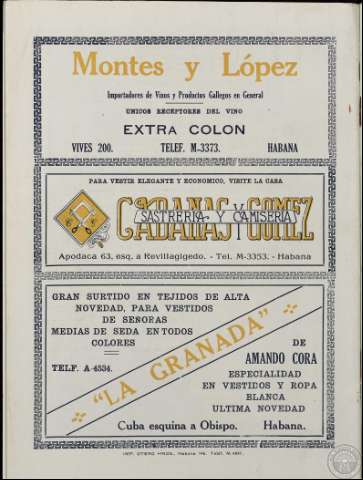 Montes y López
Importadores de Vinos y Productos Gallegos en General
UNICOS RECEPTORES DEL VINO
EXTRA COLON
VIVES 200. TELEF. M-3373. HABANA
PARA VESTIR ELEGANTE Y ECONOMICO, VISITE LA CASA
CABANAS Y GOMEZ
SASTRERIA Y CAMISERIA
Apodaca 63, esq. a Revillagigedo. - Tel. M-3353. - Habana
GRAN SURTIDO EN TEJIDOS DE ALTA
NOVEDAD, PARA VESTIDOS
DE SEÑORAS
MEDIAS DE SEDA EN TODOS
COLORES
TELF. A-4534.
"LA GRANADA"
DE
AMANDO CORA
ESPECIALIDAD
EN VESTIDOS Y ROPA
BLANCA
ULTIMA NOVEDAD
Cuba esquina a Obispo. Habana.